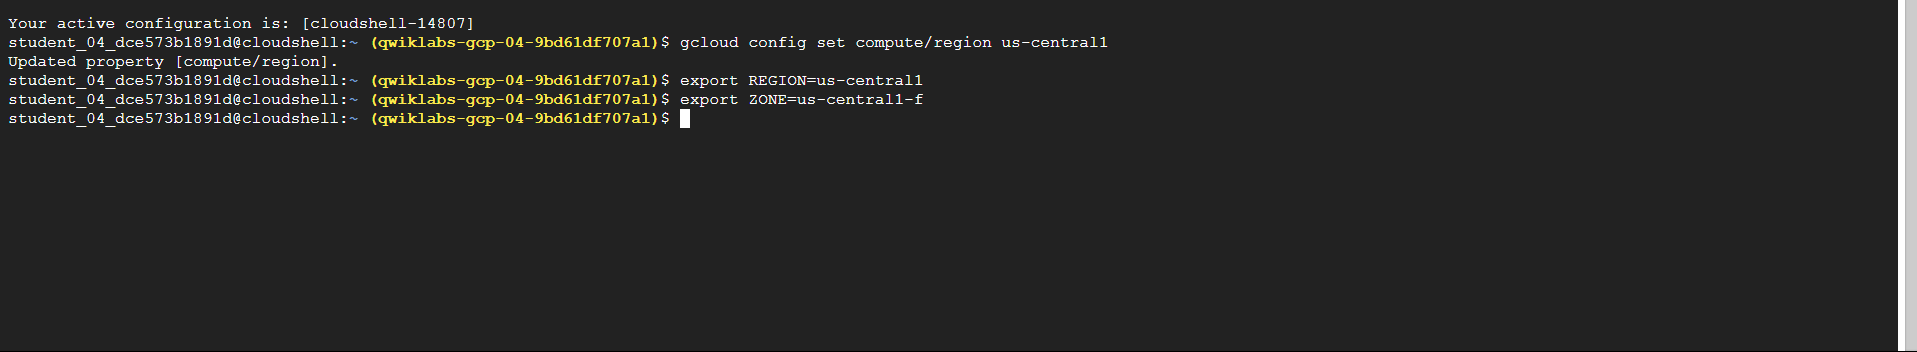 Your active configuration is: [cloudshell-14807]
student_04_dce573b1891d@cloudshell:~ (qwiklabs-gcp-04-9bd61df707a1)$ gcloud config set compute/region us-central1
Updated property [compute/region].
student_04_dce573b1891d@cloudshell:~ (qwiklabs-gcp-04-9bd61df707a1)$ export REGION=us-central1
student_04_dce573b1891d@cloudshell:~ (qwiklabs-gcp-04-9bd61df707a1)$ export ZONE=us-central1-f
student_04_dce573b1891d@cloudshell:~ (qwiklabs-gcp-04-9bd61df707a1)$